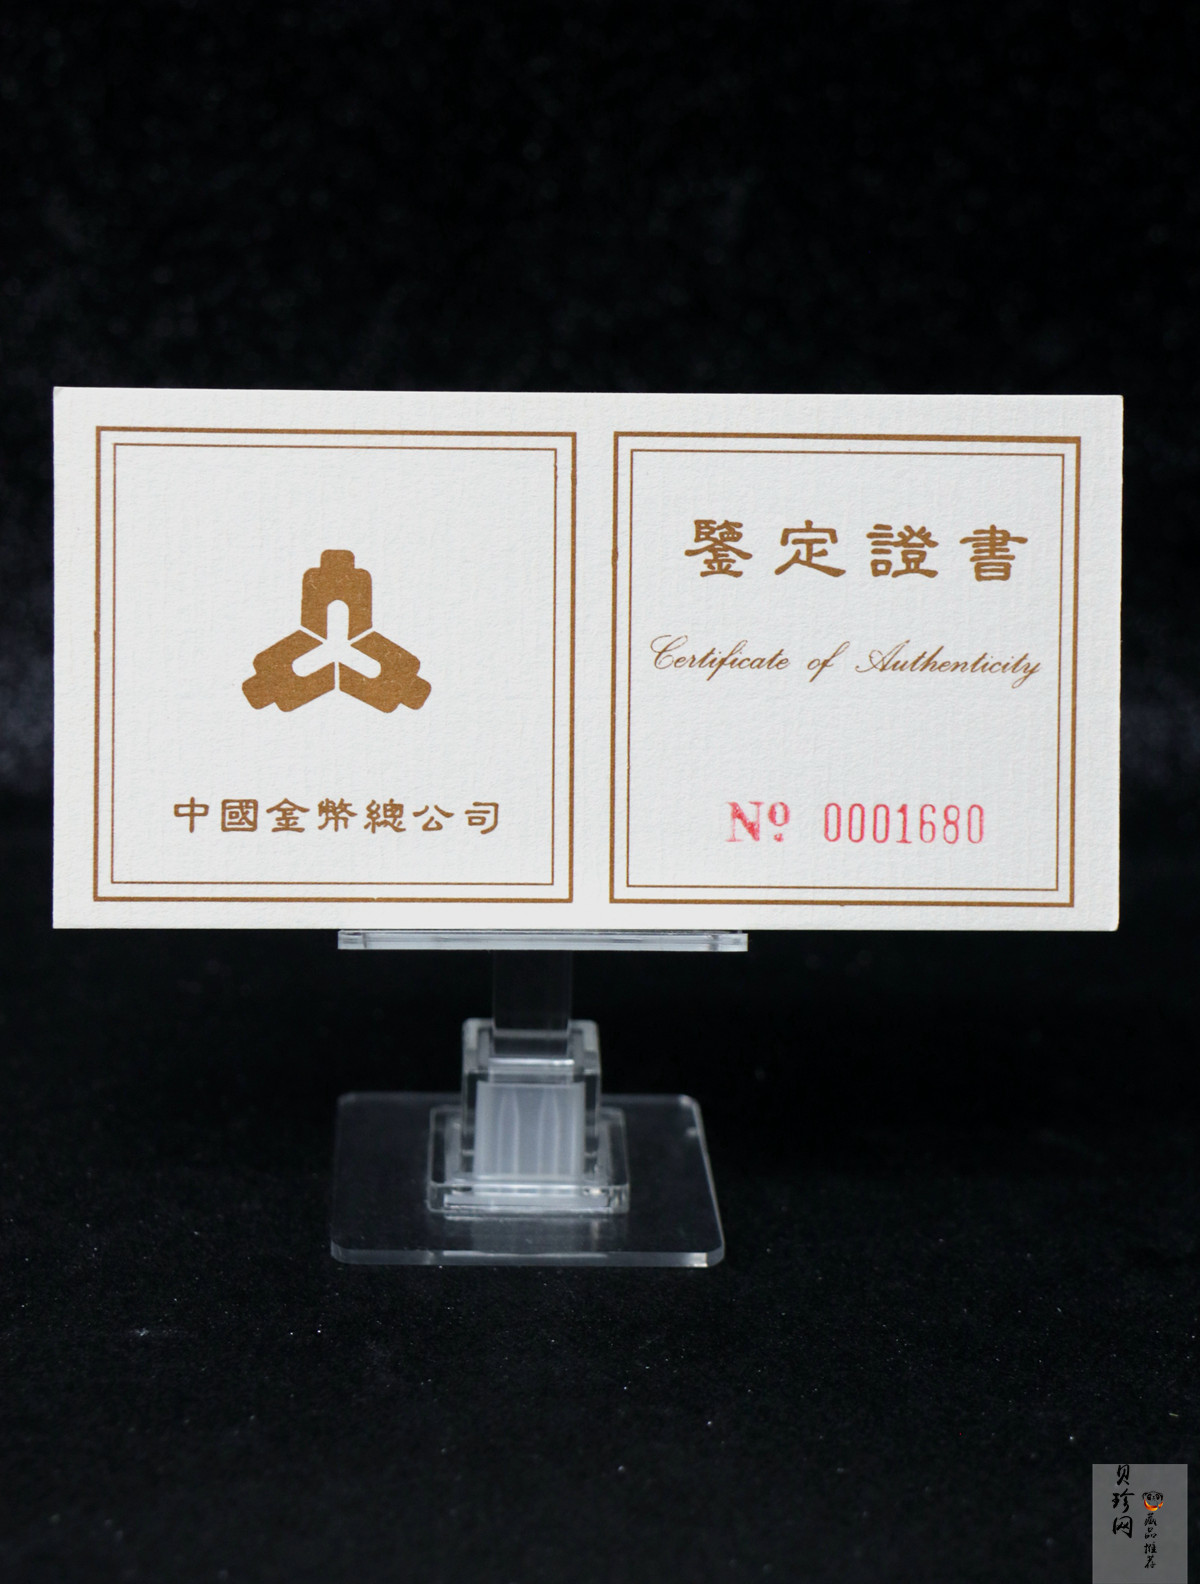 中國金幣總公司
鑒定證書
Certificate of Authenticity
Nº 0001680
贝珍网
藏品推荐